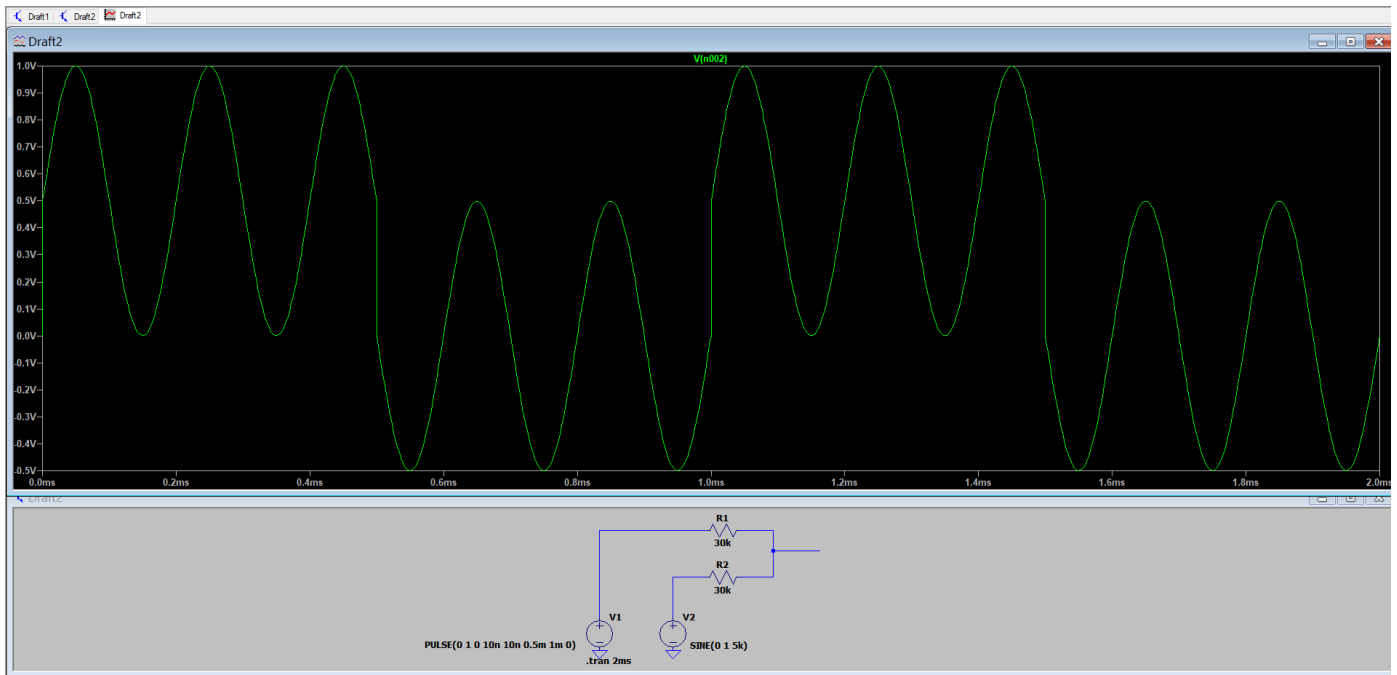 Draft1 Draft2 Draft2
Draft2
V(n002)
1.0V
0.9V
0.8V
0.7V
0.6V
0.5V
0.4V
0.3V
0.2V
0.1V
0.0V
-0.1V
-0.2V
-0.3V
-0.4V
-0.5V
0.0ms 0.2ms 0.4ms 0.6ms 0.8ms 1.0ms 1.2ms 1.4ms 1.6ms 1.8ms 2.0ms
Draft2
R1
30k
R2
30k
V1 V2
PULSE(0 1 0 10n 10n 0.5m 1m 0) SINE(0 1 5k)
.tran 2ms